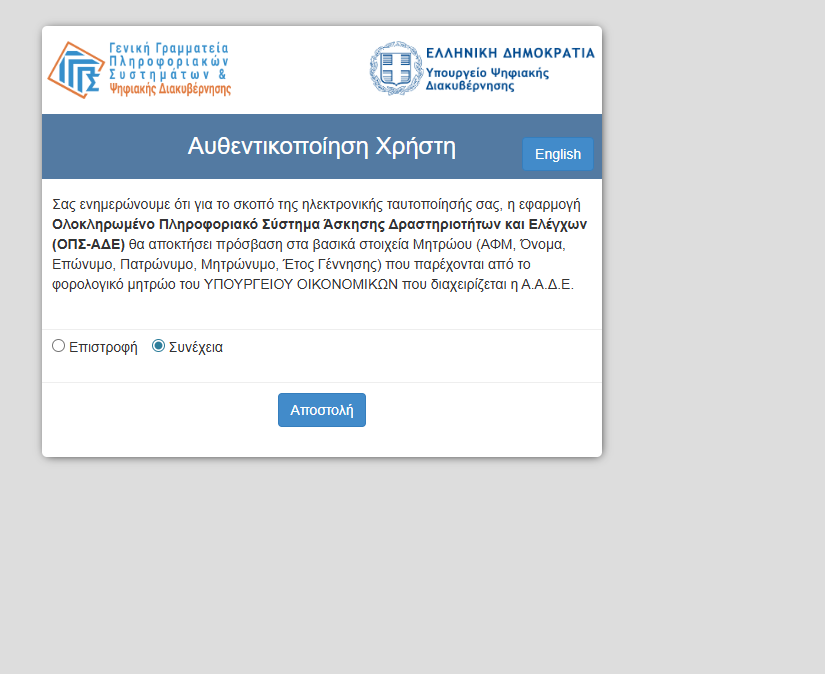 Γενική Γραμματεία
Πληροφοριακών
Συστημάτων &
Ψηφιακής Διακυβέρνησης
ΕΛΛΗΝΙΚΗ ΔΗΜΟΚΡΑΤΙΑ
Υπουργείο Ψηφιακής
Διακυβέρνησης
Αυθεντικοποίηση Χρήστη
English
Σας ενημερώνουμε ότι για το σκοπό της ηλεκτρονικής ταυτοποίησής σας, η εφαρμογή
Ολοκληρωμένο Πληροφοριακό Σύστημα Άσκησης Δραστηριοτήτων και Ελέγχων
(ΟΠΣ-ΑΔΕ) θα αποκτήσει πρόσβαση στα βασικά στοιχεία Μητρώου (ΑΦΜ, Όνομα,
Επώνυμο, Πατρώνυμο, Μητρώνυμο, Έτος Γέννησης) που παρέχονται από το
φορολογικό μητρώο του ΥΠΟΥΡΓΕΙΟΥ ΟΙΚΟΝΟΜΙΚΩΝ που διαχειρίζεται η Α.Α.Δ.Ε.
Επιστροφή Συνέχεια
Αποστολή